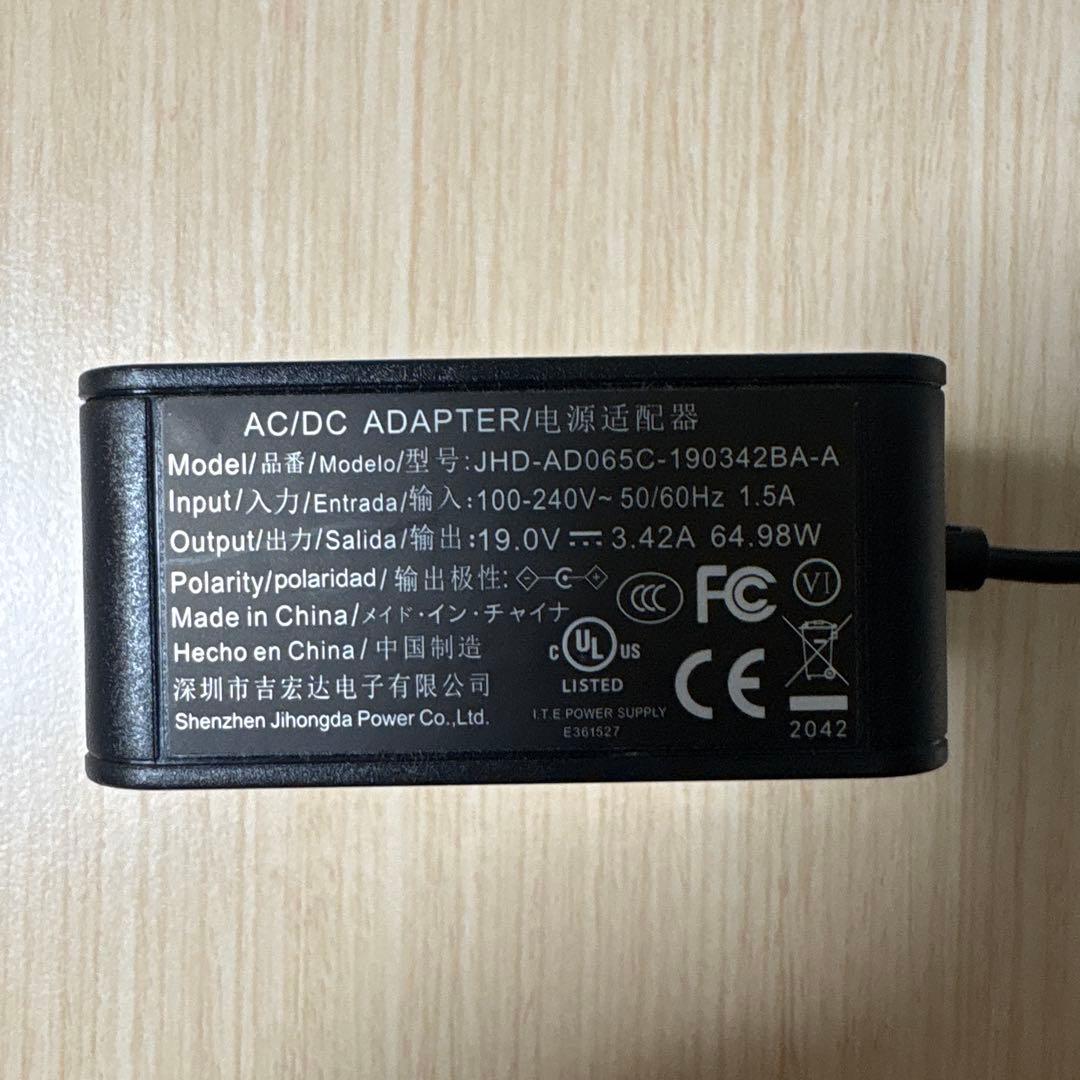 AC/DC ADAPTER/电源适配器
Model/品番/Modelo/型号:JHD-AD065C-190342BA-A
Input/入力/Entrada/输入:100-240V~ 50/60Hz 1.5A
Output/出力/Salida/输出:19.0V⎓3.42A 64.98W
Polarity/polaridad/输出极性:
CCC FC VI
Made in China/メイド・イン・チャイナ
Hecho en China/中国制造
C UL US
LISTED
CE
深圳市吉宏达电子有限公司
Shenzhen Jihongda Power Co.,Ltd.
I.T.E.POWER SUPPLY
E361527
2042